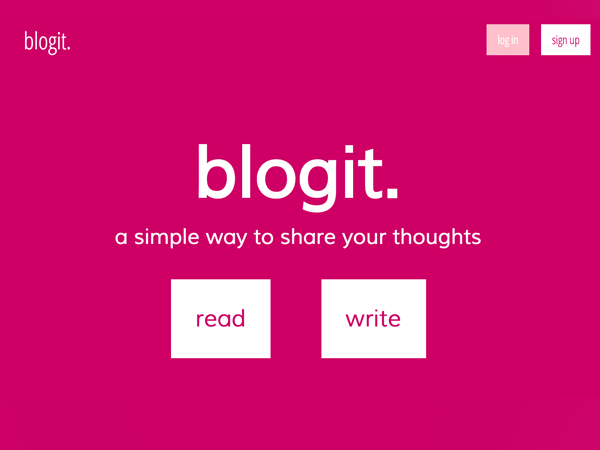 blogit.
log in
sign up
blogit.
a simple way to share your thoughts
read
write